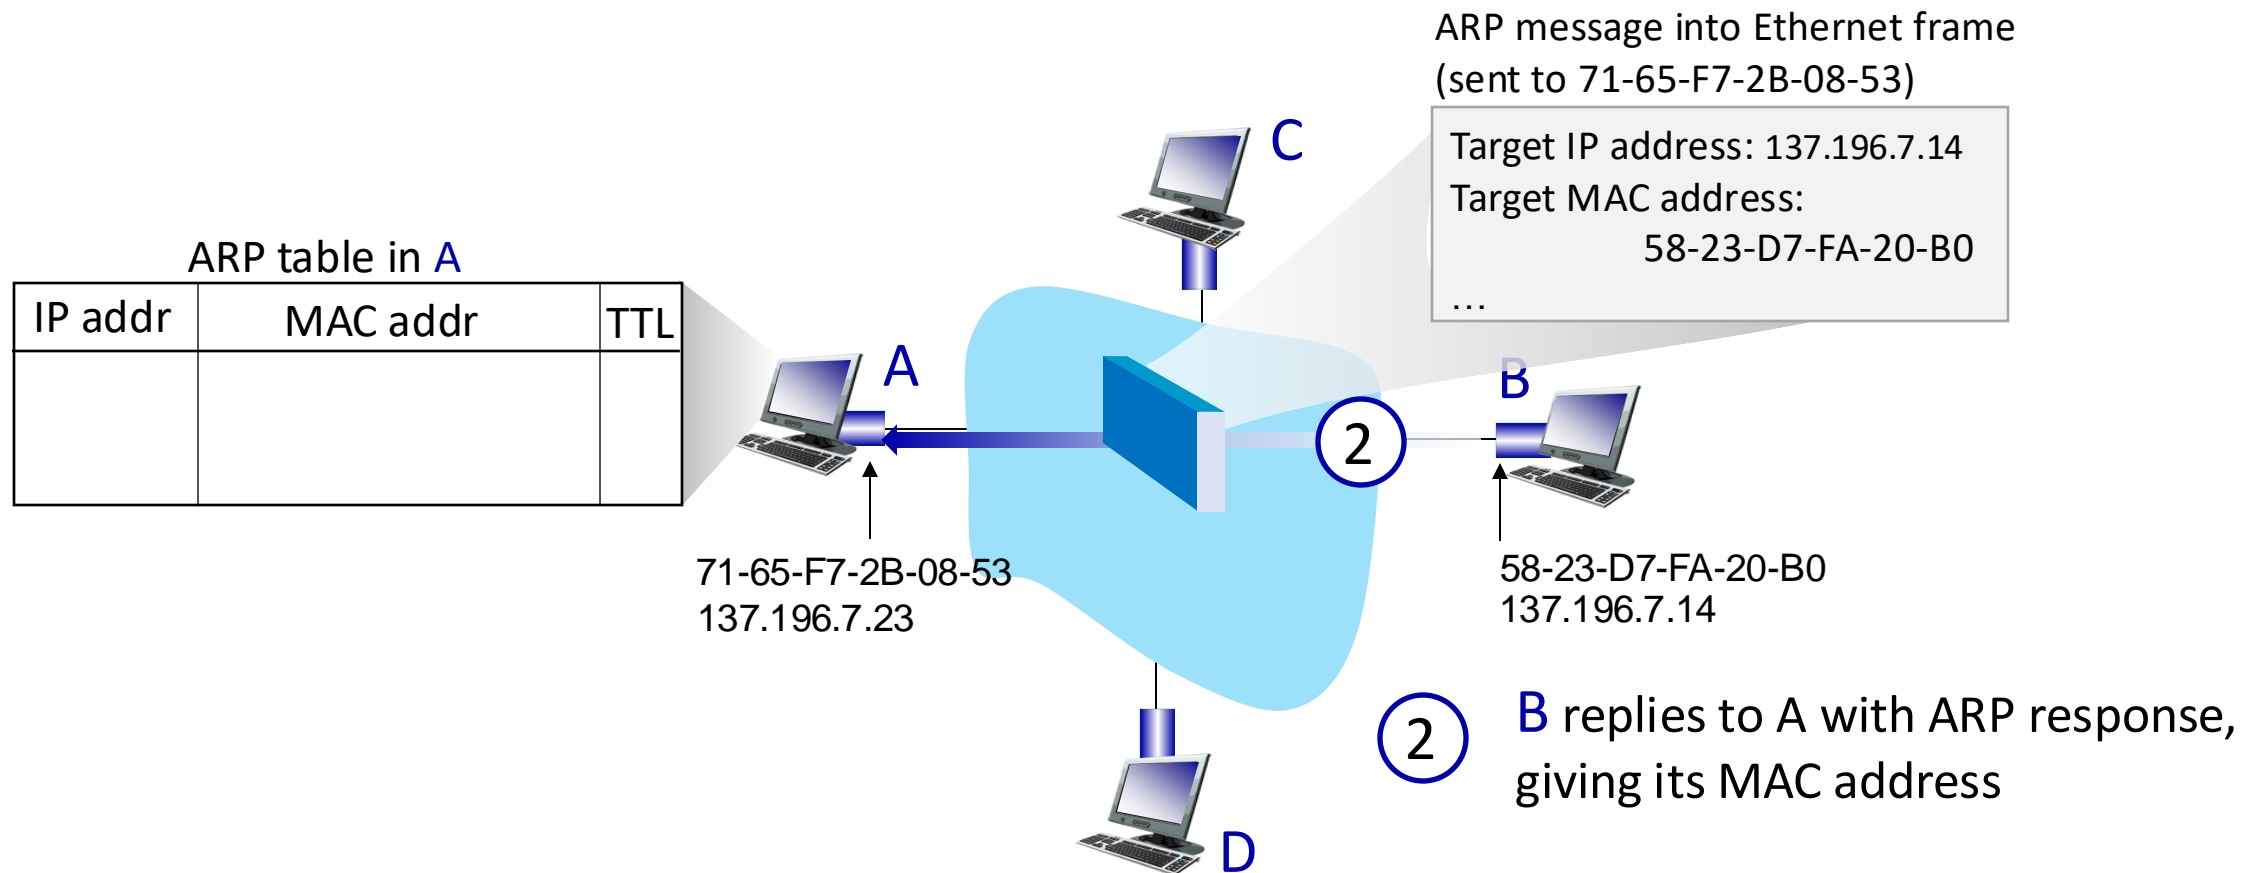 ARP message into Ethernet frame
(sent to 71-65-F7-2B-08-53)
Target IP address: 137.196.7.14
Target MAC address:
58-23-D7-FA-20-B0
…
C
ARP table in A
IP addr MAC addr TTL
A
B
2
71-65-F7-2B-08-53
137.196.7.23
58-23-D7-FA-20-B0
137.196.7.14
2
B replies to A with ARP response,
giving its MAC address
D